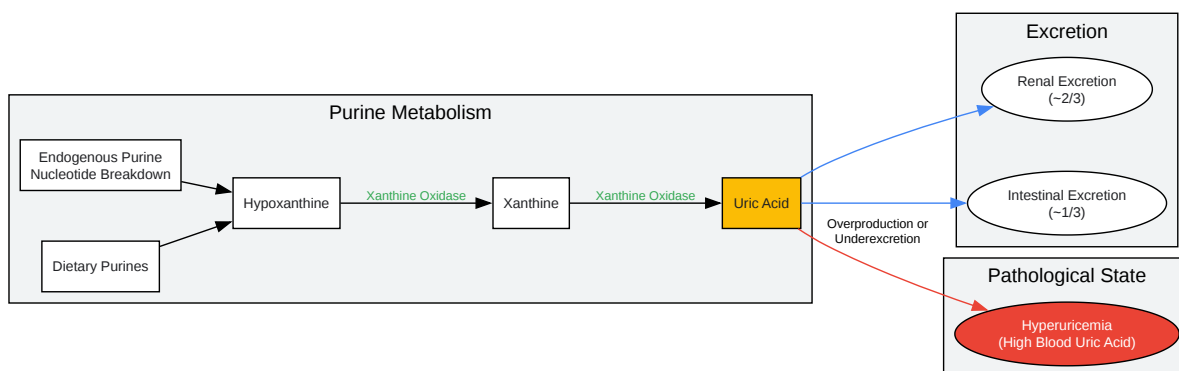 Purine Metabolism
Endogenous Purine
Nucleotide Breakdown
Dietary Purines
Hypoxanthine
Xanthine Oxidase
Xanthine
Xanthine Oxidase
Uric Acid
Overproduction or
Underexcretion
Excretion
Renal Excretion
(~2/3)
Intestinal Excretion
(~1/3)
Pathological State
Hyperuricemia
(High Blood Uric Acid)